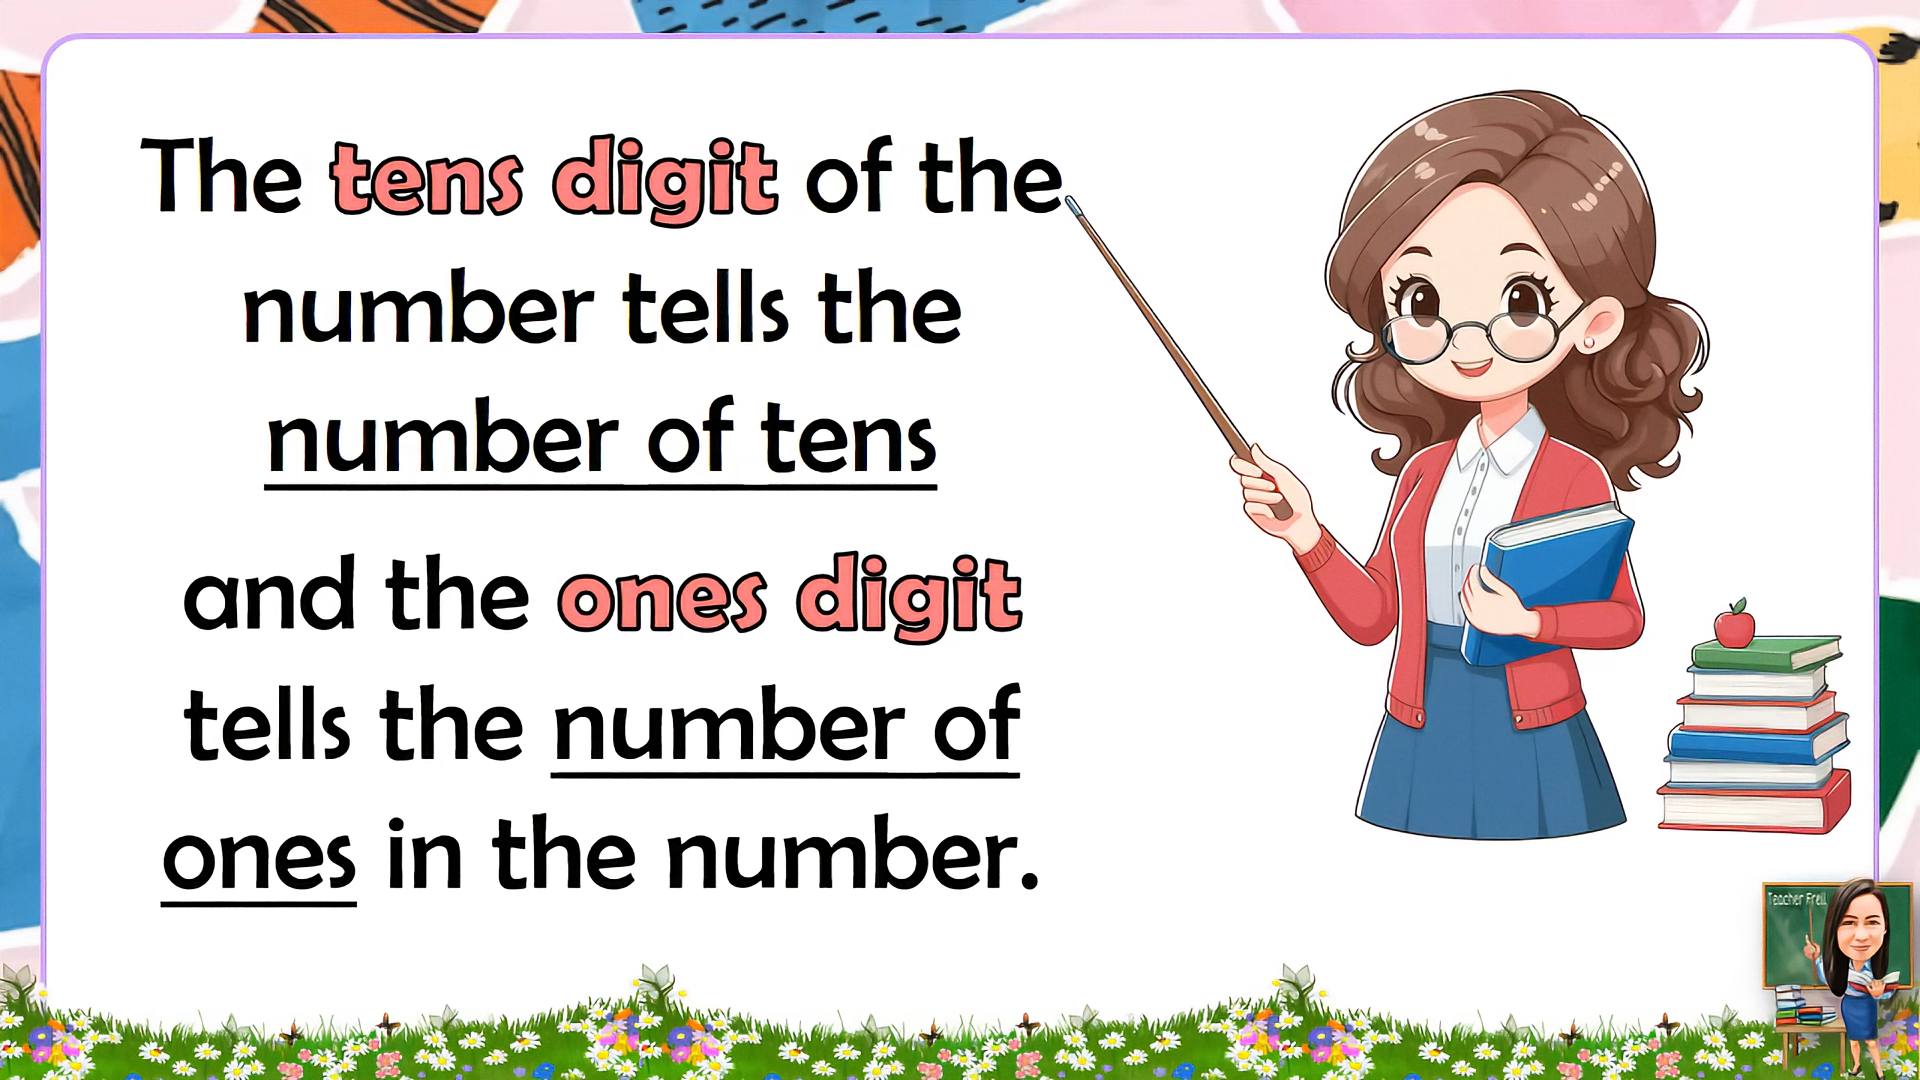 The tens digit of the
number tells the
number of tens
and the ones digit
tells the number of
ones in the number.
Teacher Frell